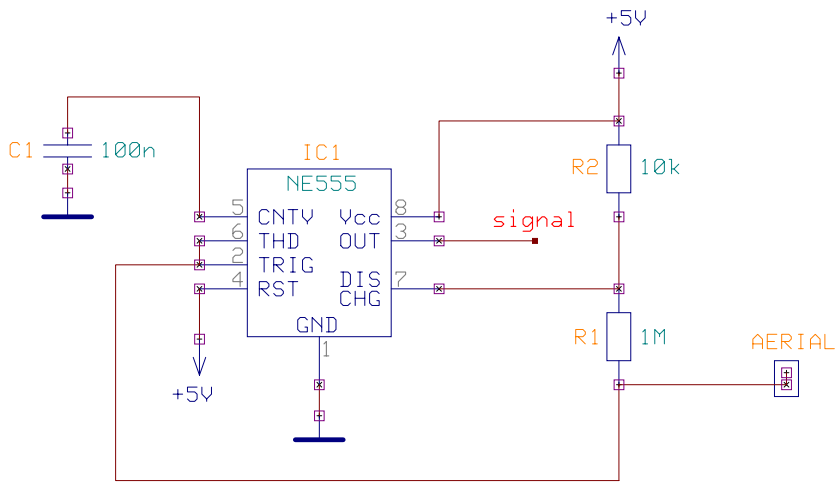 +5V
C1 100n
IC1
NE555
R2 10k
5 CNTV Vcc 8
signal
6 THD OUT 3
2 TRIG
4 RST DIS 7
CHG
GND
1
R1 1M
AERIAL
+5V